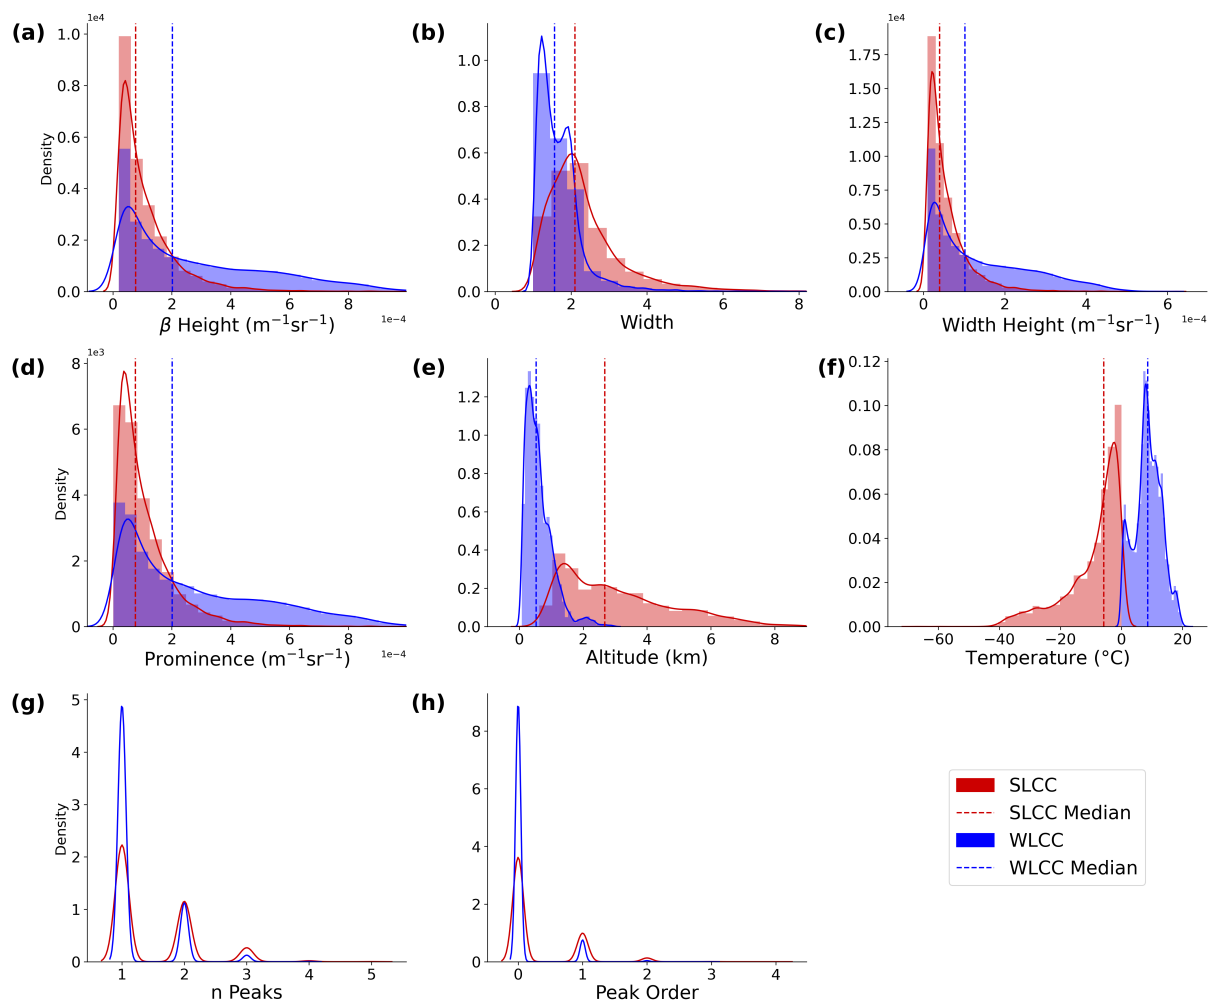 (a)
1e4
Density
0.0
0.2
0.4
0.6
0.8
1.0
0 2 4 6 8
1e−4
β Height (m⁻¹sr⁻¹)
(b)
0.0
0.2
0.4
0.6
0.8
1.0
0 2 4 6 8
Width
(c)
1e4
0.00
0.25
0.50
0.75
1.00
1.25
1.50
1.75
0 2 4 6
1e−4
Width Height (m⁻¹sr⁻¹)
(d)
1e3
Density
0
2
4
6
8
0 2 4 6 8
1e−4
Prominence (m⁻¹sr⁻¹)
(e)
0.0
0.2
0.4
0.6
0.8
1.0
1.2
0 2 4 6 8
Altitude (km)
(f)
0.00
0.02
0.04
0.06
0.08
0.10
0.12
−60 −40 −20 0 20
Temperature (°C)
(g)
Density
0
1
2
3
4
5
1 2 3 4 5
n Peaks
(h)
0
2
4
6
8
0 1 2 3 4
Peak Order
SLCC
SLCC Median
WLCC
WLCC Median